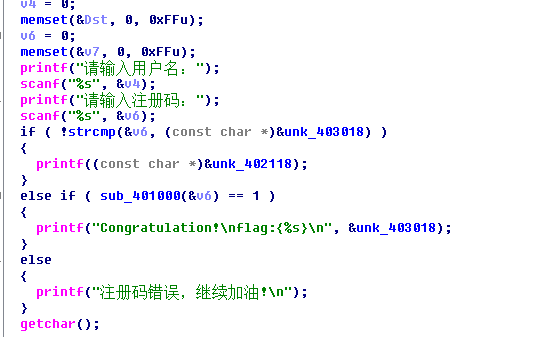 v4 = 0;
memset(&Dst, 0, 0xFFu);
v6 = 0;
memset(&v7, 0, 0xFFu);
printf("请输入用户名：");
scanf("%s", &v4);
printf("请输入注册码：");
scanf("%s", &v6);
if ( !strcmp(&v6, (const char *)&unk_403018) )
{
printf((const char *)&unk_402118);
}
else if ( sub_401000(&v6) == 1 )
{
printf("Congratulation!\nflag:{%s}\n", &unk_403018);
}
else
{
printf("注册码错误，继续加油!\n");
}
getchar();